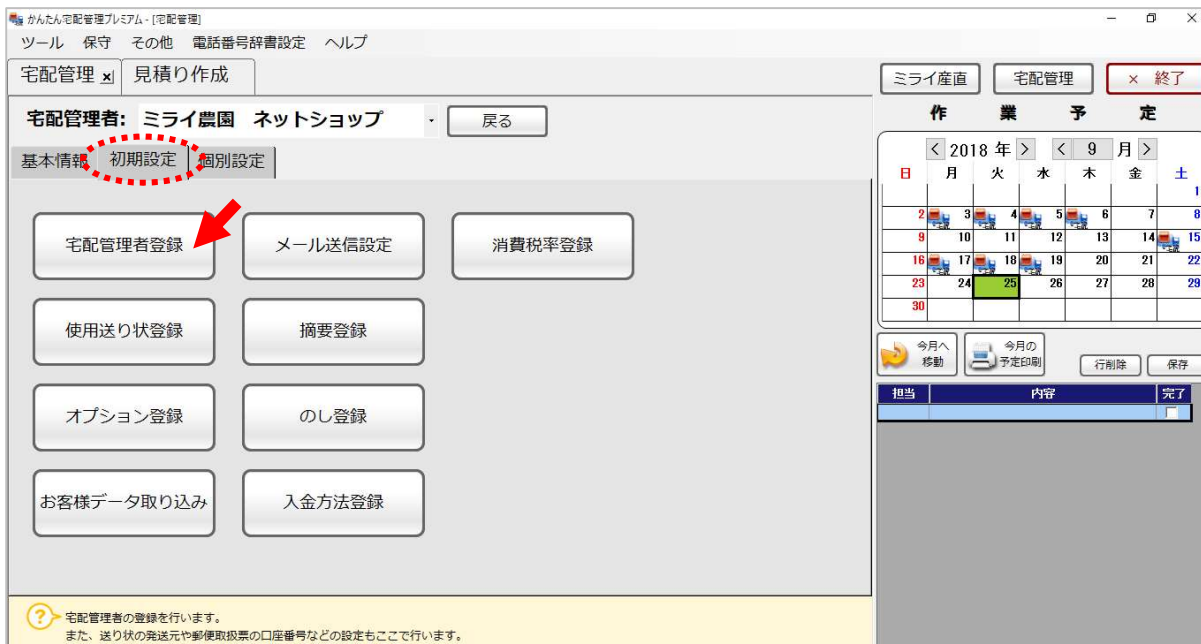 かんたん宅配管理プレミアム - [宅配管理]
ツール 保守 その他 電話番号辞書設定 ヘルプ
宅配管理 x 見積り作成
ミライ産直 宅配管理 × 終了
宅配管理者: ミライ農園 ネットショップ 戻る
基本情報 初期設定 個別設定
宅配管理者登録 メール送信設定 消費税率登録
使用送り状登録 摘要登録
オプション登録 のし登録
お客様データ取り込み 入金方法登録
作業予定
< 2018 年 > < 9 月 >
日 月 火 水 木 金 土
1
2 3 4 5 6 7 8
9 10 11 12 13 14 15
16 17 18 19 20 21 22
23 24 25 26 27 28 29
30
今月へ移動 今月の予定印刷 行削除 保存
担当 内容 完了
? 宅配管理者の登録を行います。
また、送り状の発送元や郵便取扱票の口座番号などの設定もここで行います。